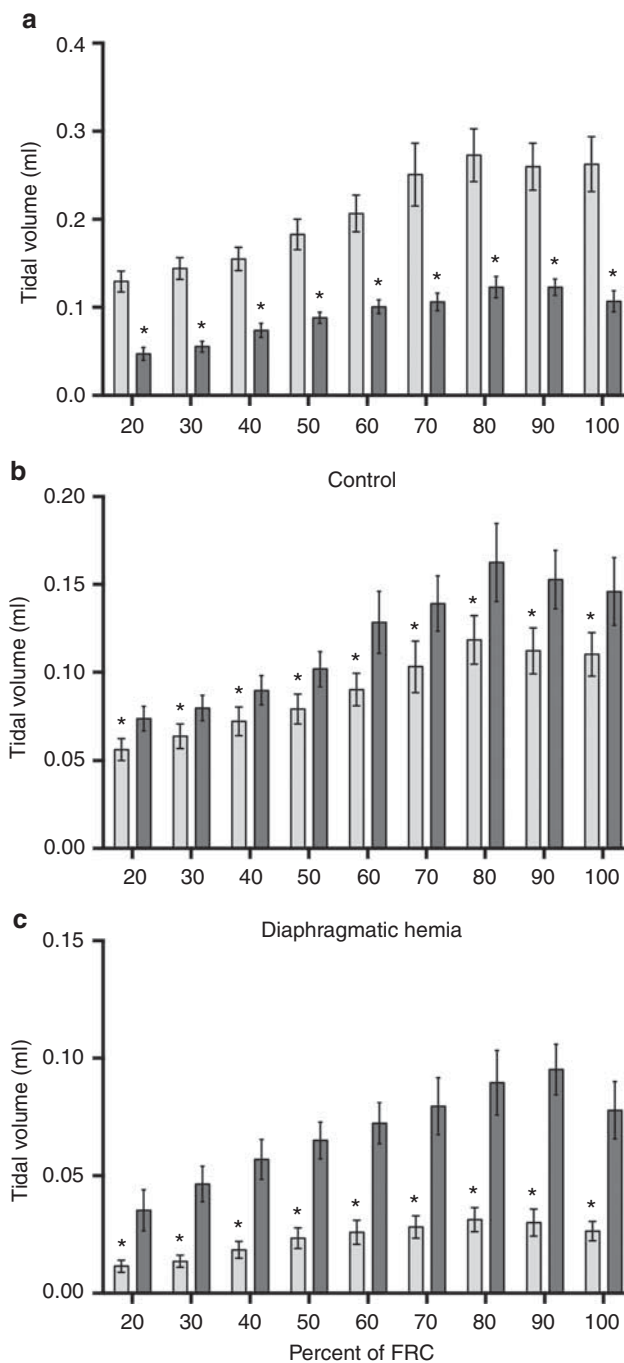 a
0.4
0.3
0.2
0.1
0.0
Tidal volume (ml)
* * * * * * * * *
20 30 40 50 60 70 80 90 100
b
Control
0.20
0.15
0.10
0.05
0.00
Tidal volume (ml)
* * * * * * * * *
20 30 40 50 60 70 80 90 100
c
Diaphragmatic hemia
0.15
0.10
0.05
0.00
Tidal volume (ml)
* * * * * * * * *
20 30 40 50 60 70 80 90 100
Percent of FRC